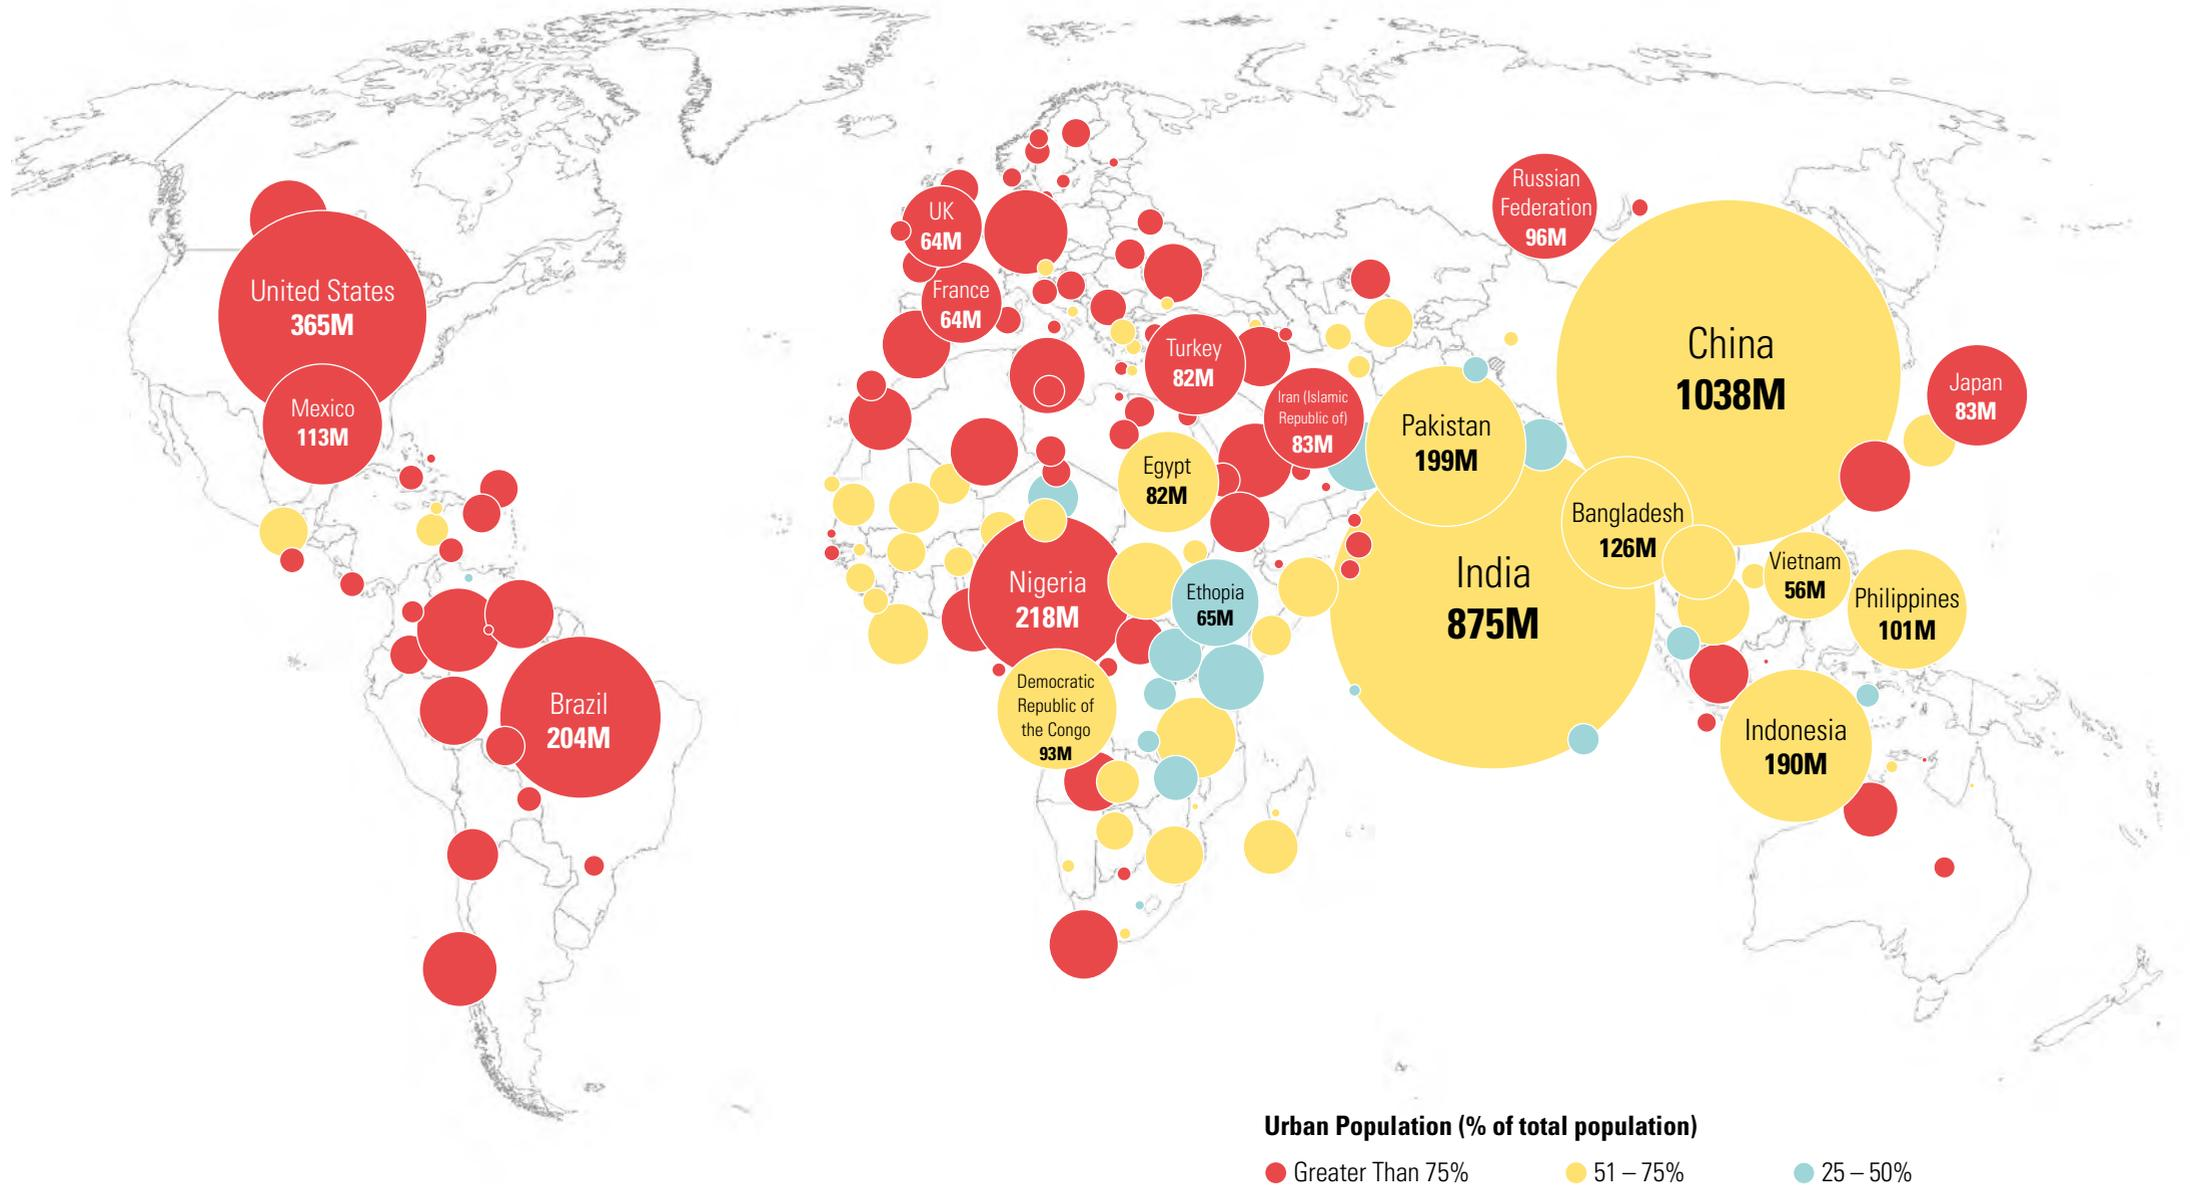 Russian
Federation
96M
UK
64M
United States
365M
France
64M
China
1038M
Turkey
82M
Japan
83M
Mexico
113M
Iran (Islamic
Republic of)
83M
Pakistan
199M
Egypt
82M
Bangladesh
126M
Vietnam
56M
India
875M
Nigeria
218M
Ethopia
65M
Philippines
101M
Democratic
Republic of
the Congo
93M
Brazil
204M
Indonesia
190M
Urban Population (% of total population)
Greater Than 75% 51 – 75% 25 – 50%